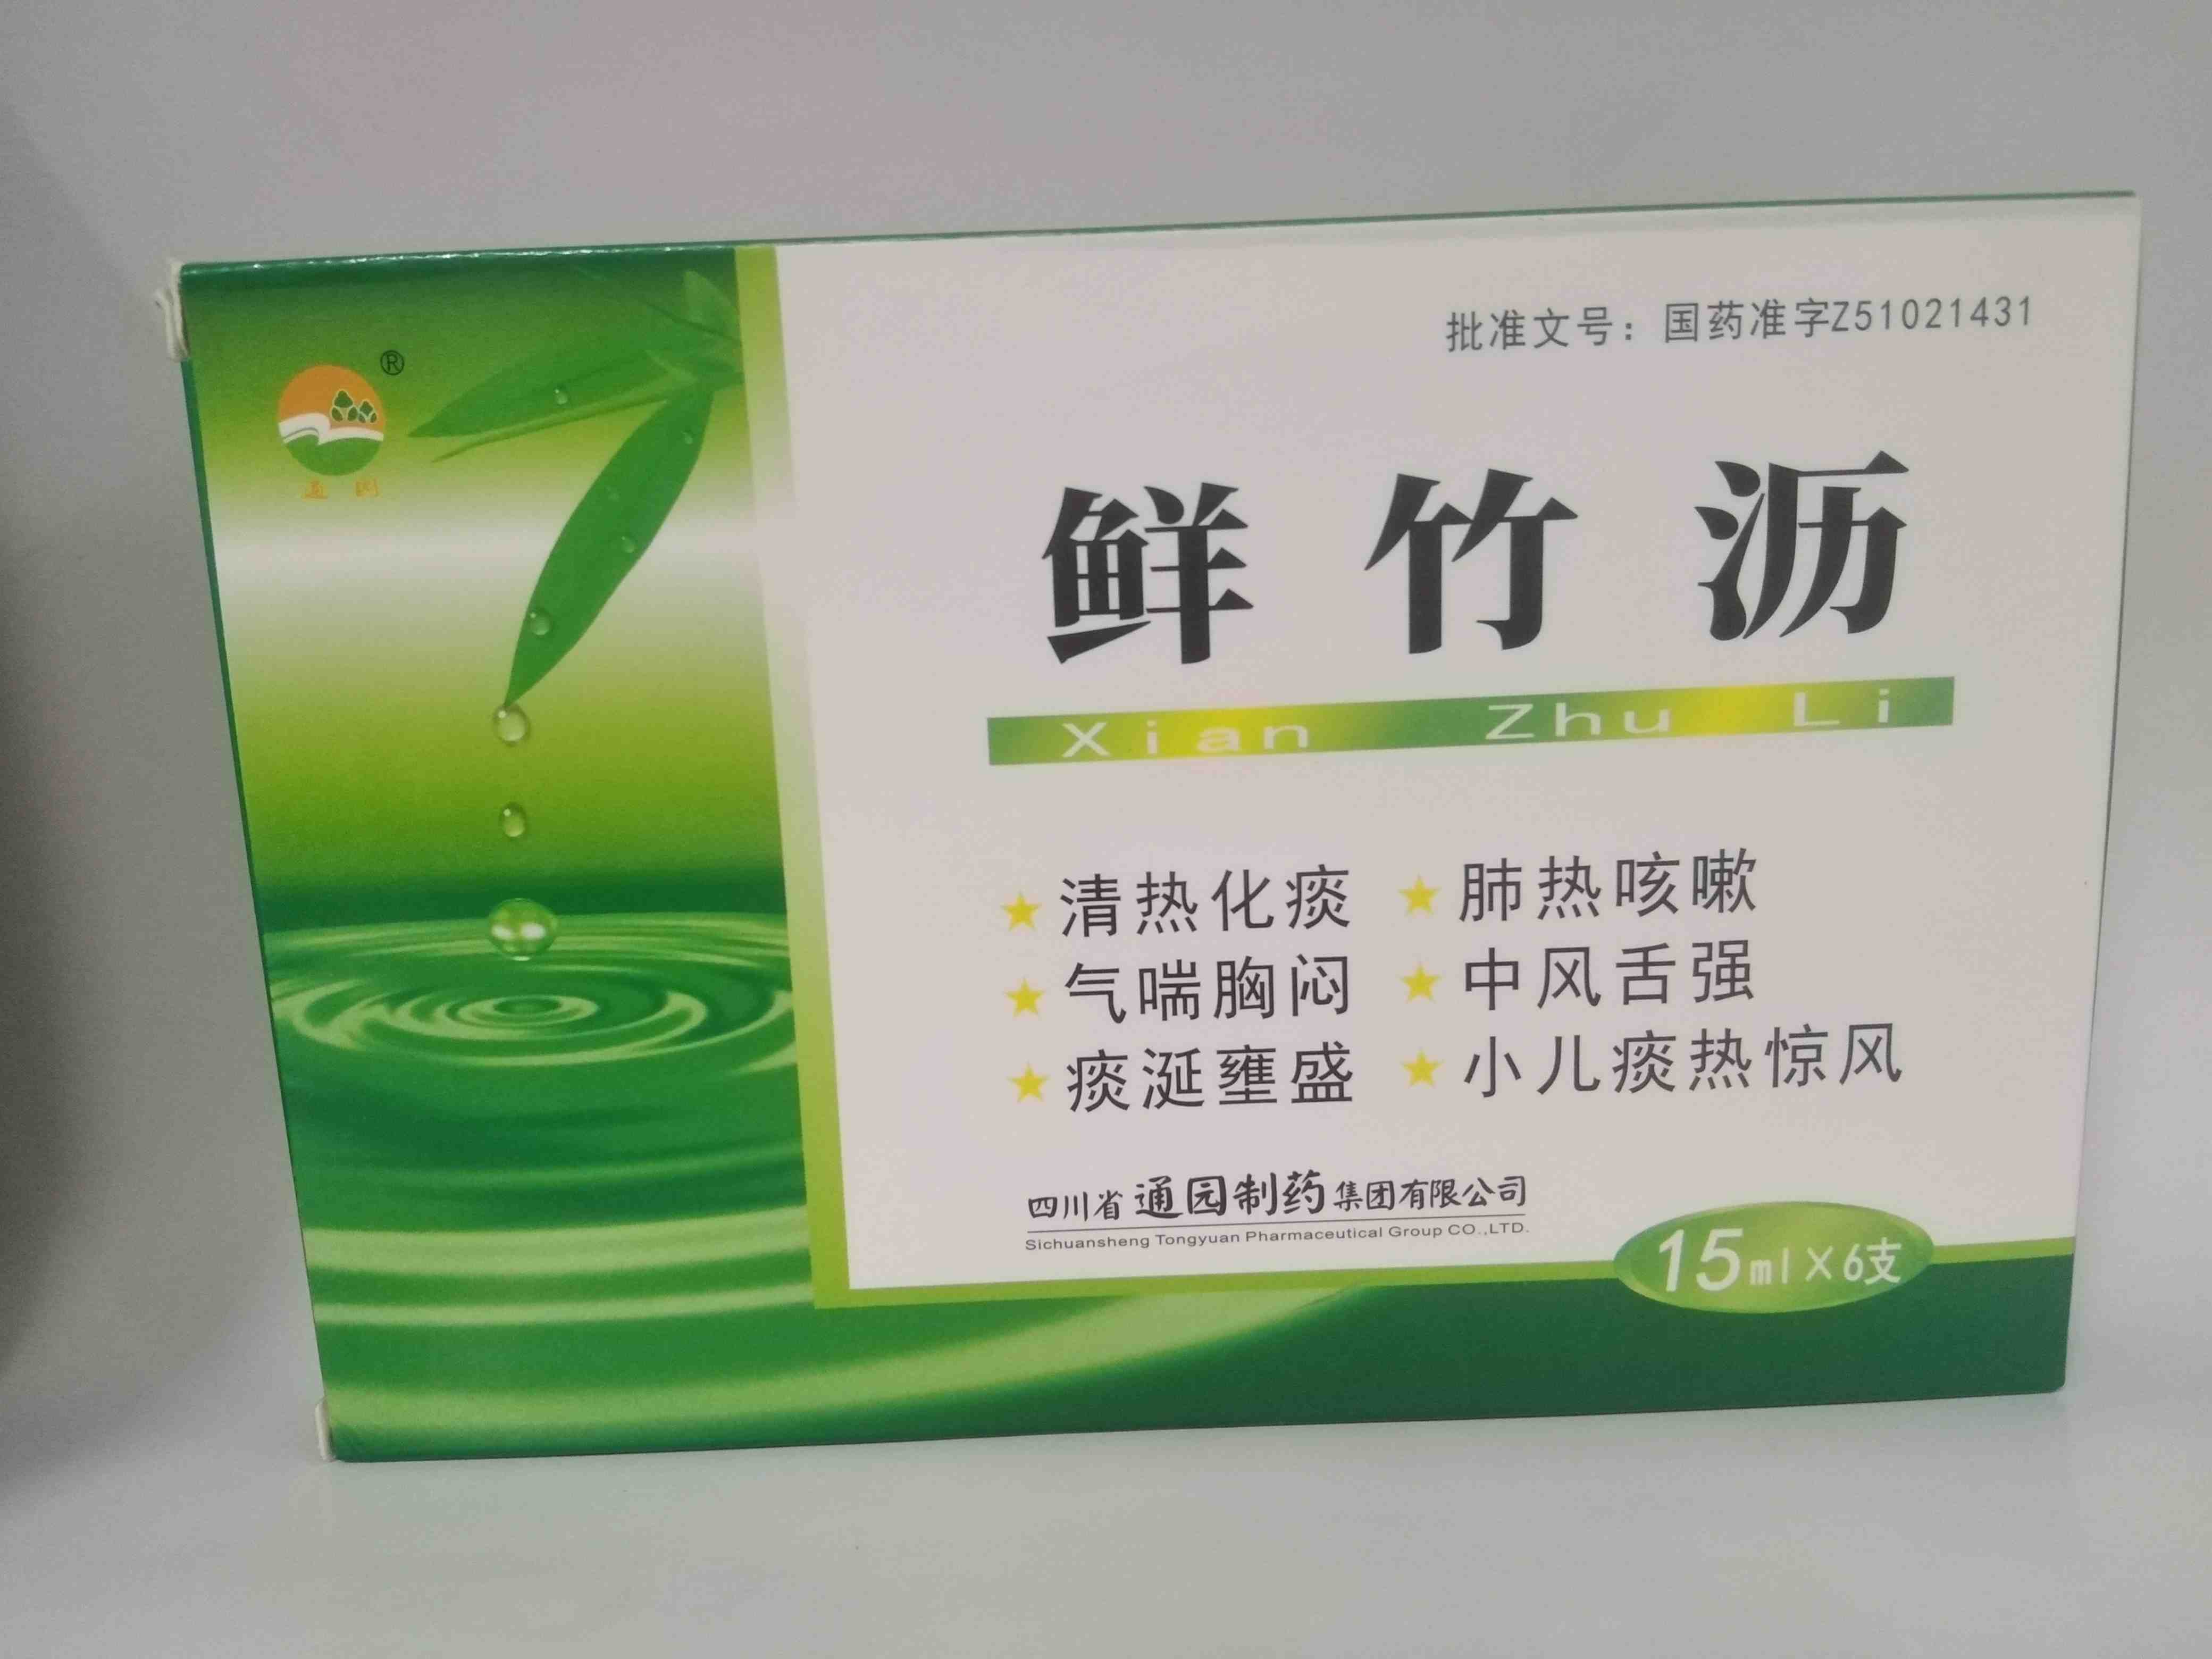 ®
通园
批准文号：国药准字Z51021431
鲜竹沥
Xian Zhu Li
★清热化痰 ★肺热咳嗽
★气喘胸闷 ★中风舌强
★痰涎壅盛 ★小儿痰热惊风
四川省通园制药集团有限公司
Sichuansheng Tongyuan Pharmaceutical Group CO.,LTD.
15ml×6支